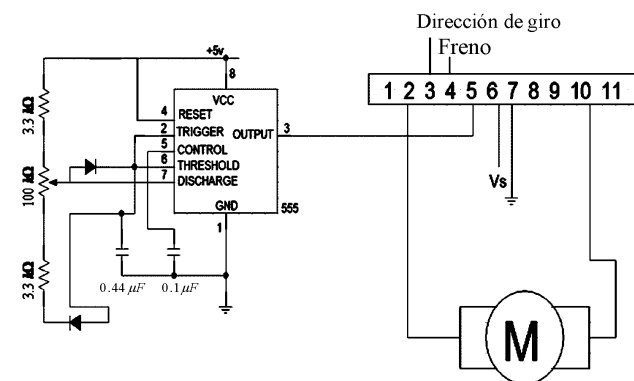 Dirección de giro
Freno
+5v
8
VCC
4 RESET
2 TRIGGER OUTPUT 3
5 CONTROL
6 THRESHOLD
7 DISCHARGE
GND
1
555
3.3 kΩ
100 kΩ
3.3 kΩ
0.44 μF
0.1 μF
1 2 3 4 5 6 7 8 9 10 11
Vs
M